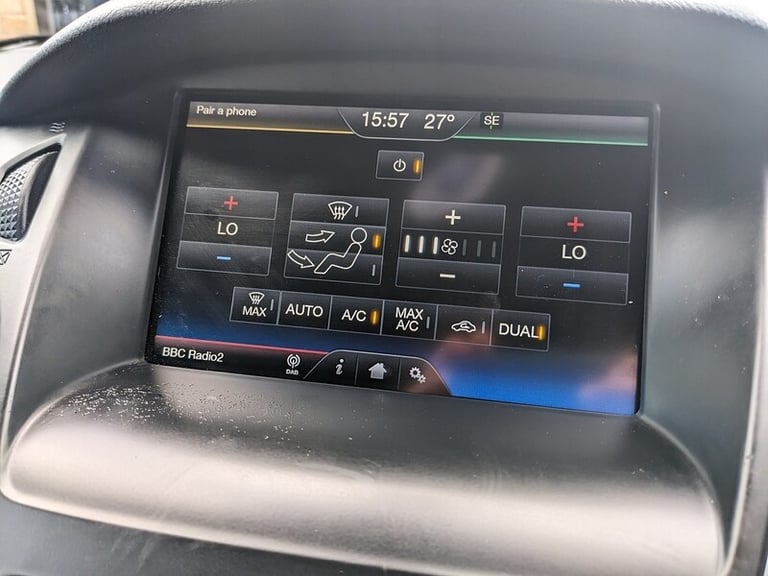 Pair a phone
15:57 27° SE
+ + +
LO LO
- - -
MAX AUTO A/C MAX A/C DUAL
BBC Radio2 DAB i